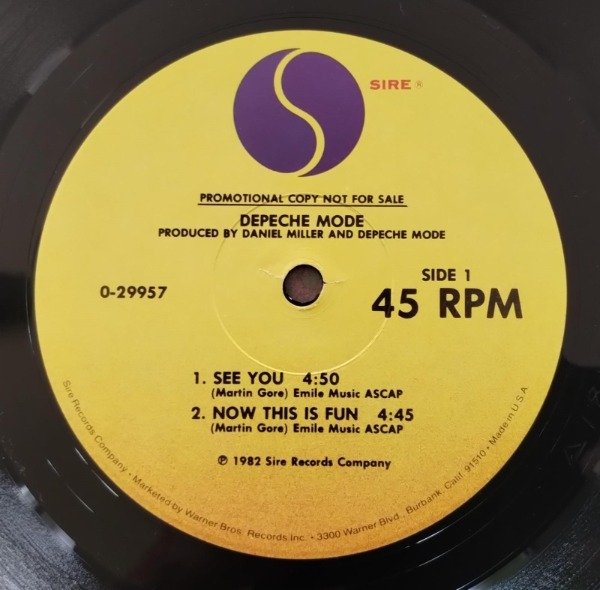 SIRE ®
PROMOTIONAL COPY NOT FOR SALE
DEPECHE MODE
PRODUCED BY DANIEL MILLER AND DEPECHE MODE
0-29957
SIDE 1
45 RPM
1. SEE YOU 4:50
(Martin Gore) Emile Music ASCAP
2. NOW THIS IS FUN 4:45
(Martin Gore) Emile Music ASCAP
℗ 1982 Sire Records Company
Sire Records Company • Marketed by Warner Bros. Records Inc. • 3300 Warner Blvd., Burbank, Calif. 91510 • Made in U.S.A.